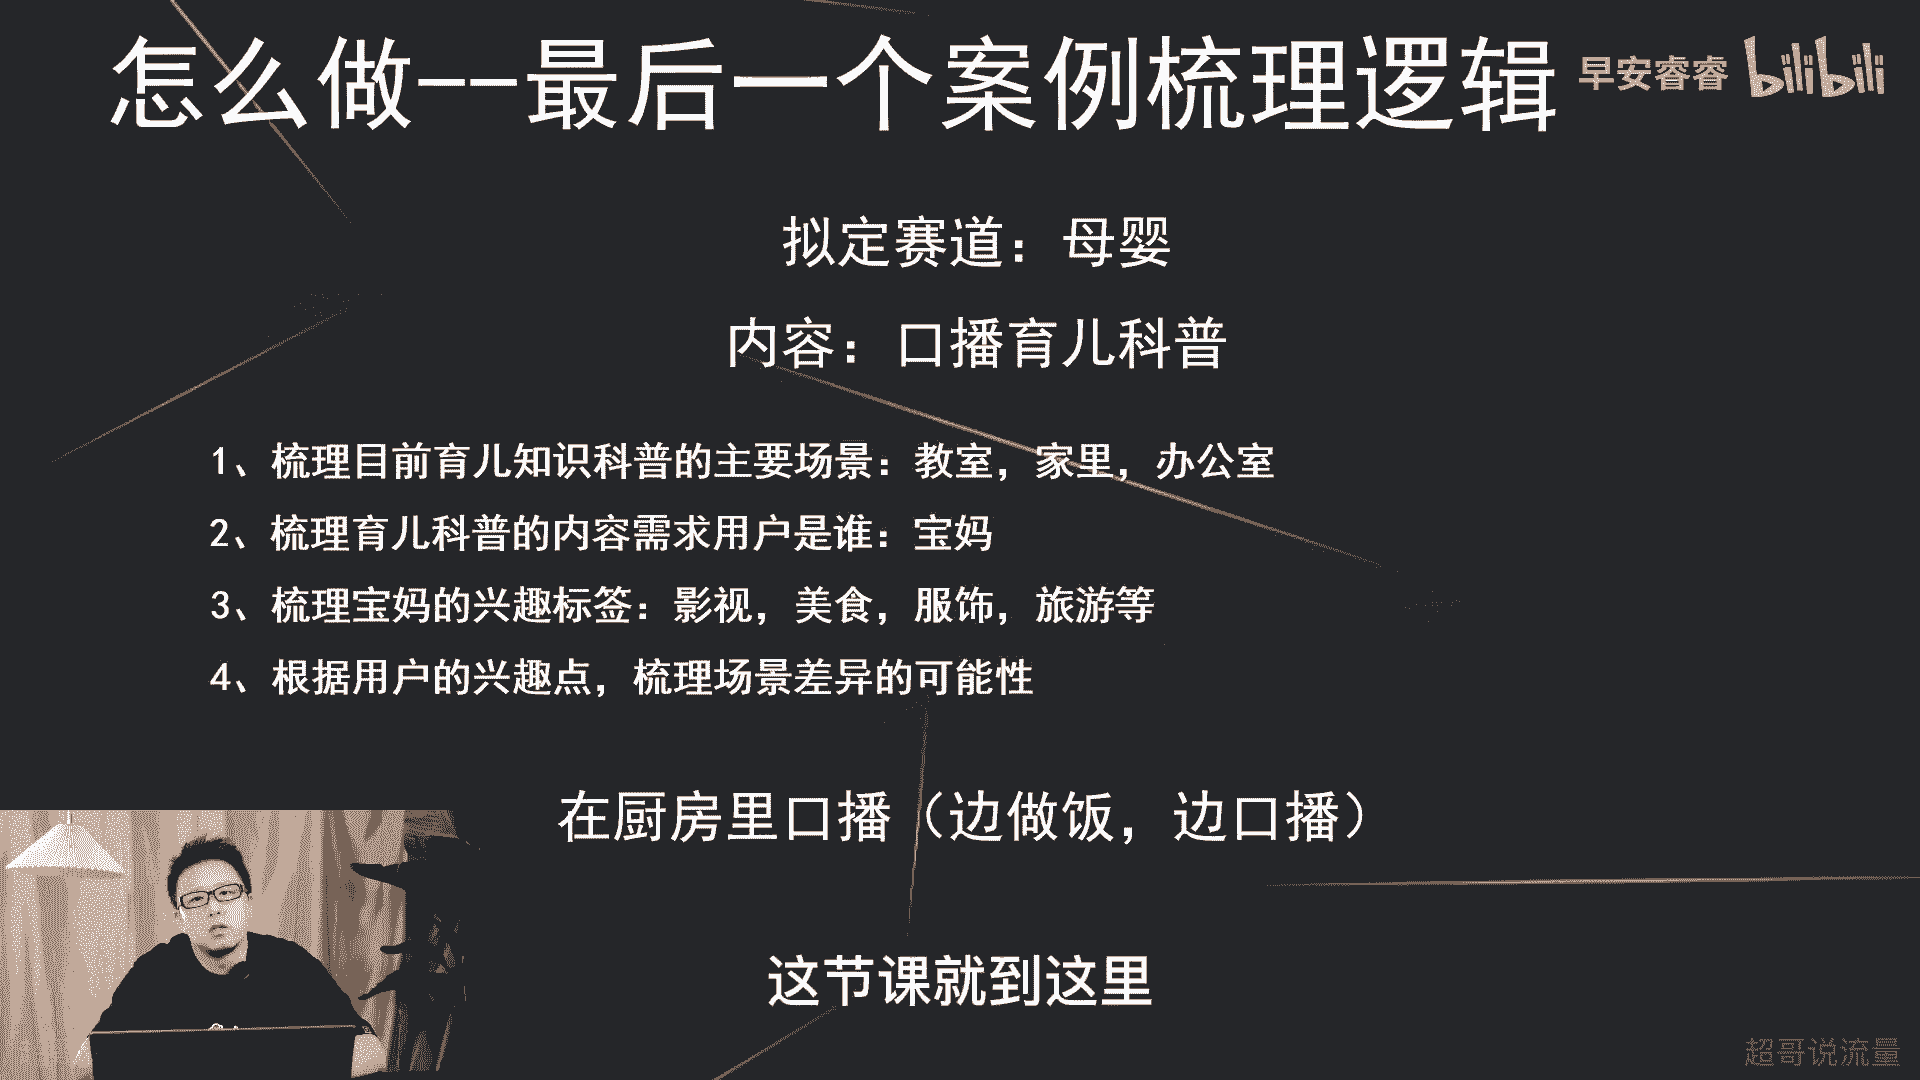 怎么做--最后一个案例梳理逻辑
早安睿睿 bilibili
拟定赛道：母婴
内容：口播育儿科普
1、梳理目前育儿知识科普的主要场景：教室，家里，办公室
2、梳理育儿科普的内容需求用户是谁：宝妈
3、梳理宝妈的兴趣标签：影视，美食，服饰，旅游等
4、根据用户的兴趣点，梳理场景差异的可能性
在厨房里口播（边做饭，边口播）
这节课就到这里
超哥说流量